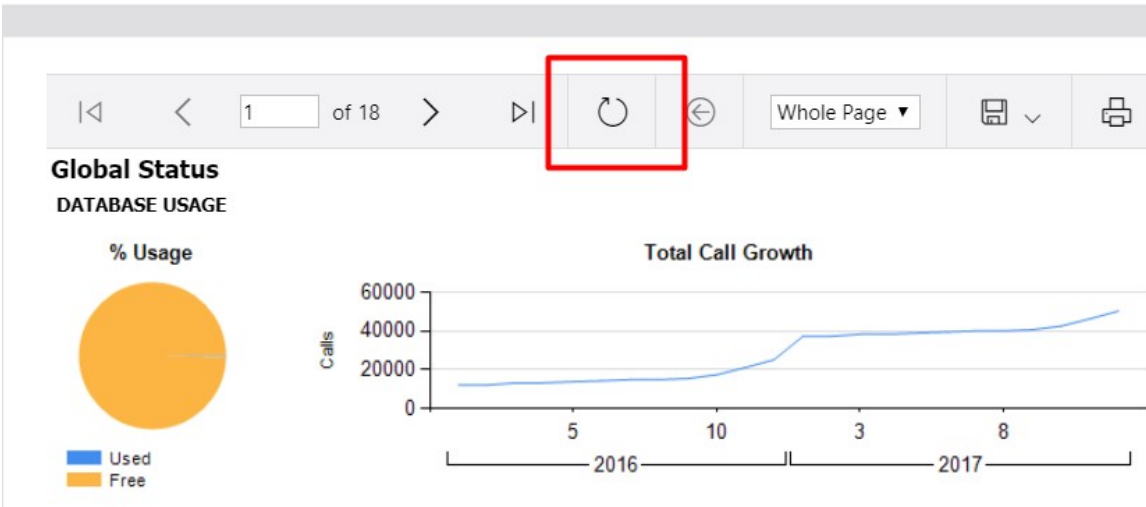 1 of 18 Whole Page ▼
Global Status
DATABASE USAGE
% Usage
Total Call Growth
60000
40000
20000
0
Calls
5 10 3 8
2016 2017
Used
Free